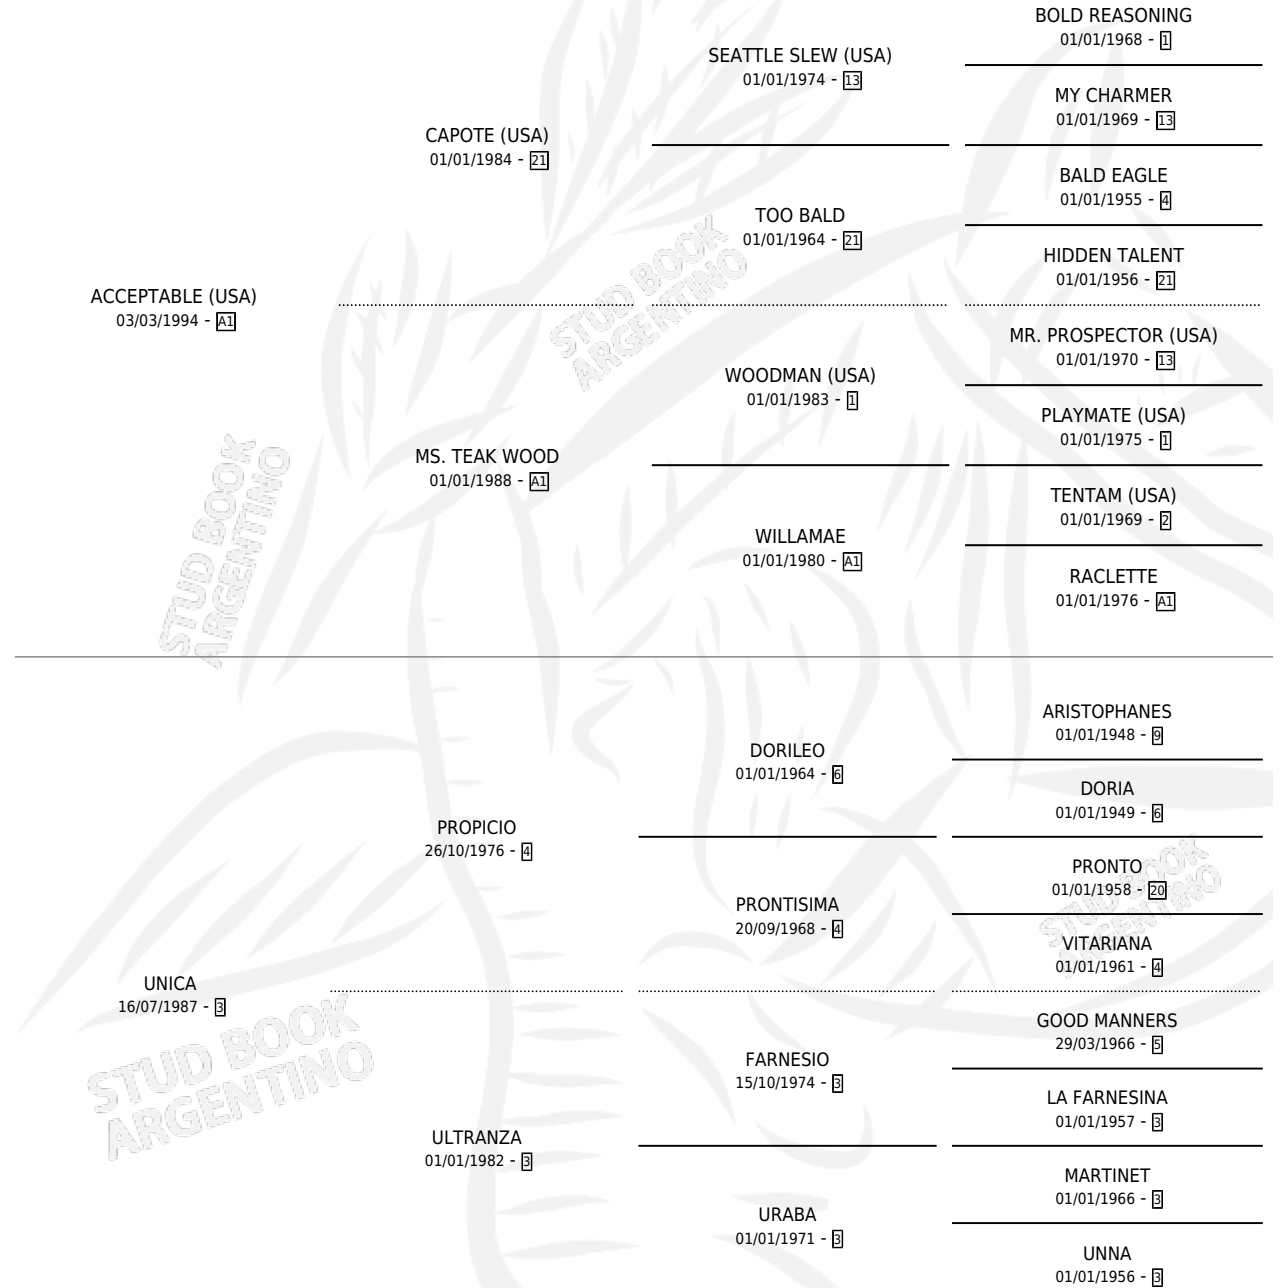 BOLD REASONING
01/01/1968 - 1
SEATTLE SLEW (USA)
01/01/1974 - 13
MY CHARMER
01/01/1969 - 13
CAPOTE (USA)
01/01/1984 - 21
BALD EAGLE
01/01/1955 - 4
TOO BALD
01/01/1964 - 21
HIDDEN TALENT
01/01/1956 - 21
ACCEPTABLE (USA)
03/03/1994 - A1
STUD BOOK
ARGENTINO
MR. PROSPECTOR (USA)
01/01/1970 - 13
WOODMAN (USA)
01/01/1983 - 1
PLAYMATE (USA)
01/01/1975 - 1
MS. TEAK WOOD
01/01/1988 - A1
TENTAM (USA)
01/01/1969 - 2
WILLAMAE
01/01/1980 - A1
RACLETTE
01/01/1976 - A1
STUD BOOK
ARGENTINO
ARISTOPHANES
01/01/1948 - 9
DORILEO
01/01/1964 - 6
DORIA
01/01/1949 - 6
PROPICIO
26/10/1976 - 4
PRONTO
01/01/1958 - 20
PRONTISIMA
20/09/1968 - 4
VITARIANA
01/01/1961 - 4
STUD BOOK
ARGENTINO
UNICA
16/07/1987 - 3
GOOD MANNERS
29/03/1966 - 5
FARNESIO
15/10/1974 - 3
LA FARNESINA
01/01/1957 - 3
STUD BOOK
ARGENTINO
ULTRANZA
01/01/1982 - 3
MARTINET
01/01/1966 - 3
URABA
01/01/1971 - 3
UNNA
01/01/1956 - 3